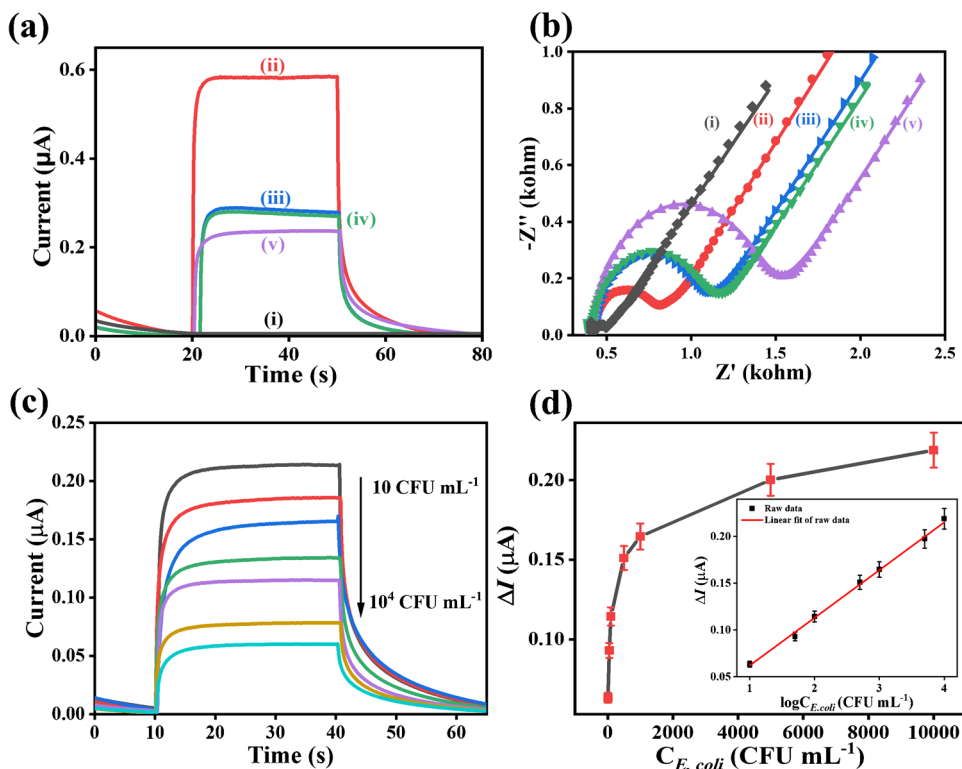 (a)
0.6
0.4
0.2
0.0
Current (μA)
(ii)
(iii)
(iv)
(v)
(i)
0 20 40 60 80
Time (s)
(b)
1.0
0.8
0.6
0.4
0.2
0.0
-Z'' (kohm)
(i)
(ii)
(iii)
(iv)
(v)
0.5 1.0 1.5 2.0 2.5
Z' (kohm)
(c)
0.25
0.20
0.15
0.10
0.05
0.00
Current (μA)
10 CFU mL⁻¹
10⁴ CFU mL⁻¹
0 10 20 30 40 50 60
Time (s)
(d)
0.20
0.15
0.10
ΔI (μA)
Raw data
Linear fit of raw data
0.20
0.15
0.10
0.05
ΔI (μA)
1 2 3 4
logC_E.coli (CFU mL⁻¹)
0 2000 4000 6000 8000 10000
C_E. coli (CFU mL⁻¹)